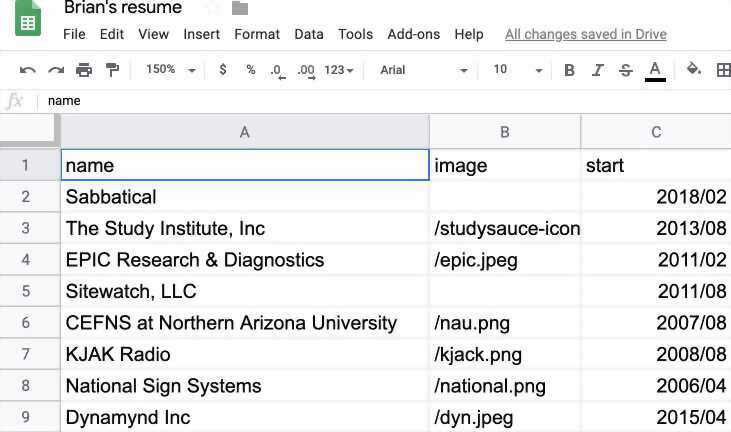 Brian's resume
File Edit View Insert Format Data Tools Add-ons Help All changes saved in Drive
150% $ % .0 .00 123 Arial 10 B I S A
fx name
A B C
1 name image start
2 Sabbatical 2018/02
3 The Study Institute, Inc /studysauce-icon 2013/08
4 EPIC Research & Diagnostics /epic.jpeg 2011/02
5 Sitewatch, LLC 2011/08
6 CEFNS at Northern Arizona University /nau.png 2007/08
7 KJAK Radio /kjack.png 2008/08
8 National Sign Systems /national.png 2006/04
9 Dynamynd Inc /dyn.jpeg 2015/04